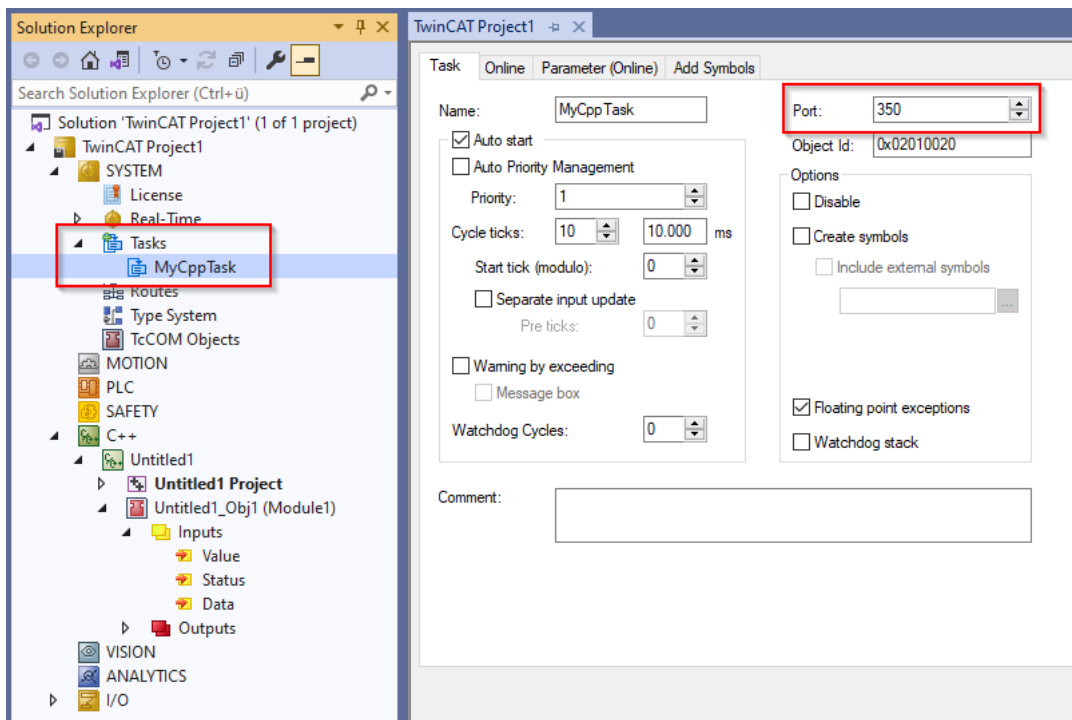 Solution Explorer
Search Solution Explorer (Ctrl+ü)
Solution 'TwinCAT Project1' (1 of 1 project)
TwinCAT Project1
SYSTEM
License
Real-Time
Tasks
MyCppTask
Routes
Type System
TcCOM Objects
MOTION
PLC
SAFETY
C++
Untitled1
Untitled1 Project
Untitled1_Obj1 (Module1)
Inputs
Value
Status
Data
Outputs
VISION
ANALYTICS
I/O
TwinCAT Project1
Task Online Parameter (Online) Add Symbols
Name: MyCppTask
Auto start
Auto Priority Management
Priority: 1
Cycle ticks: 10 10.000 ms
Start tick (modulo): 0
Separate input update
Pre ticks: 0
Warning by exceeding
Message box
Watchdog Cycles: 0
Port: 350
Object Id: 0x02010020
Options
Disable
Create symbols
Include external symbols
...
Floating point exceptions
Watchdog stack
Comment: